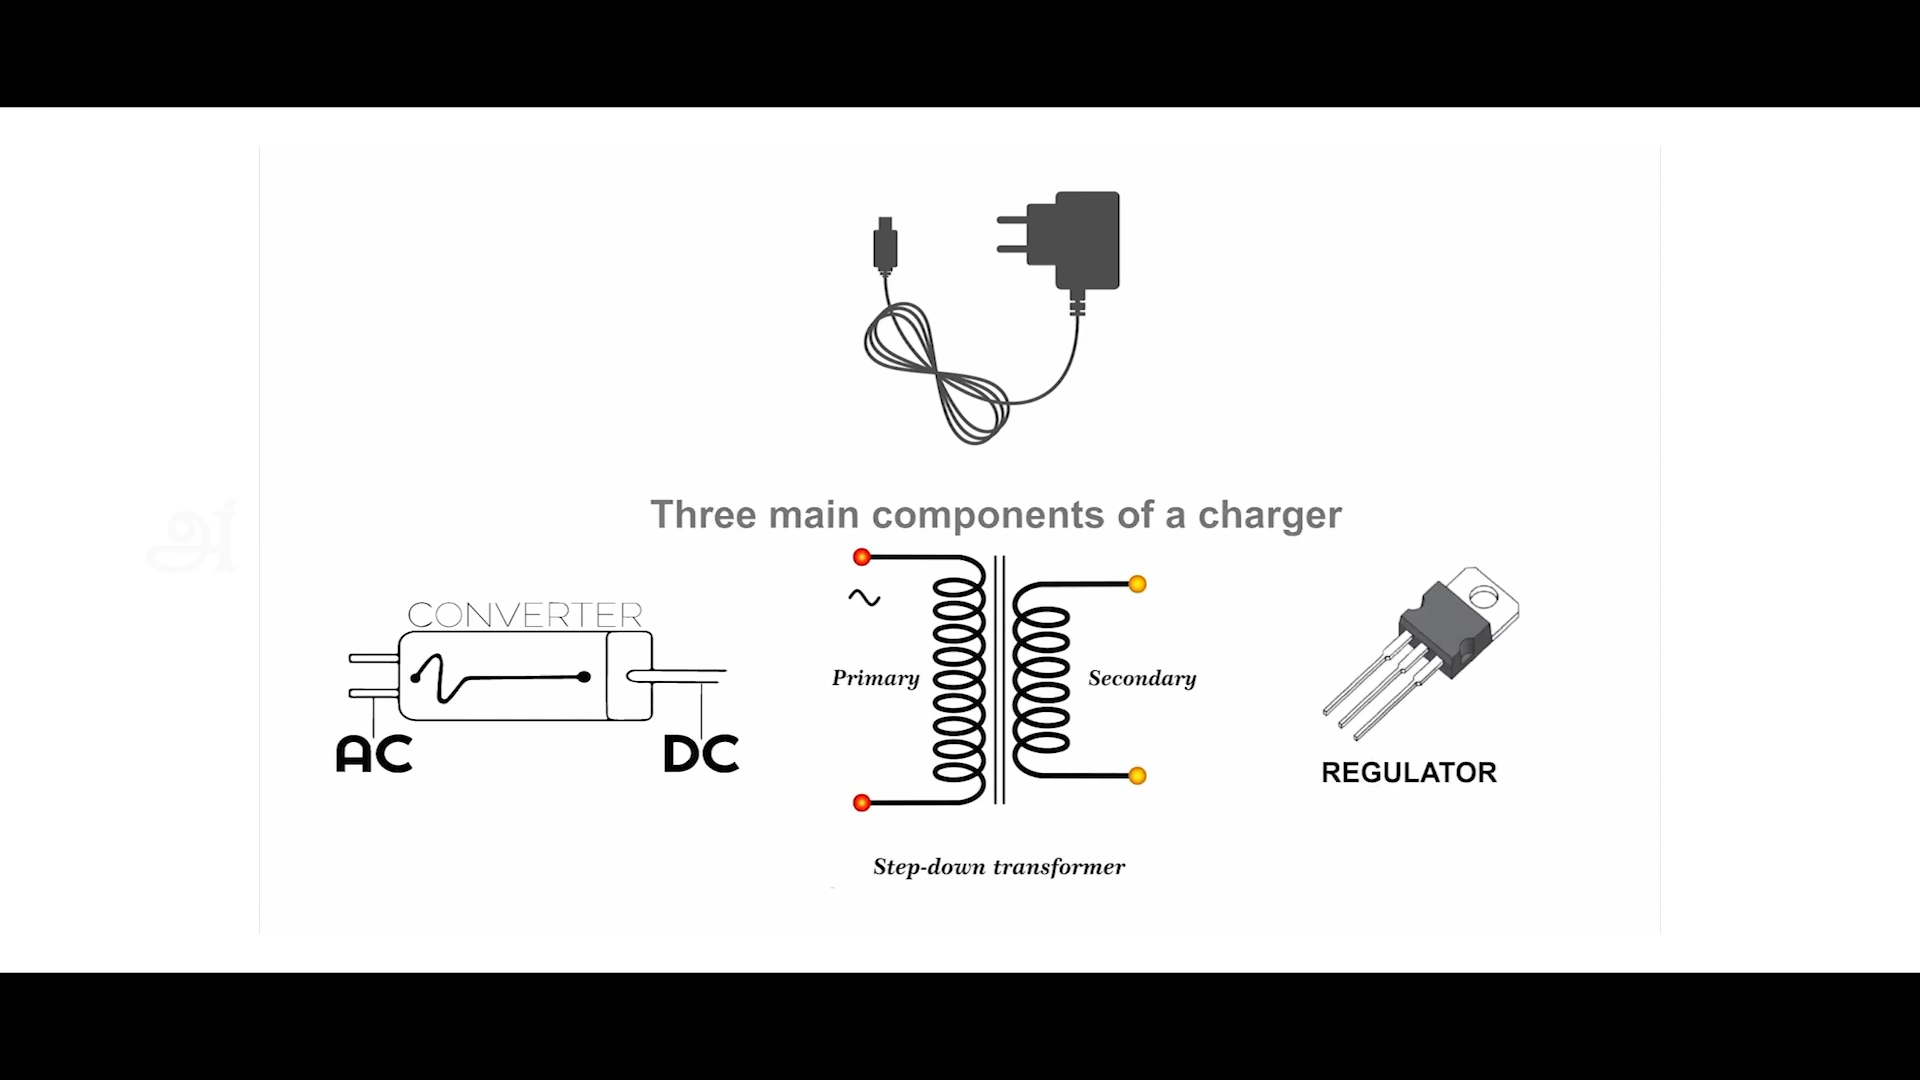 Three main components of a charger
அ
CONVERTER
AC
DC
Primary
Secondary
Step-down transformer
REGULATOR